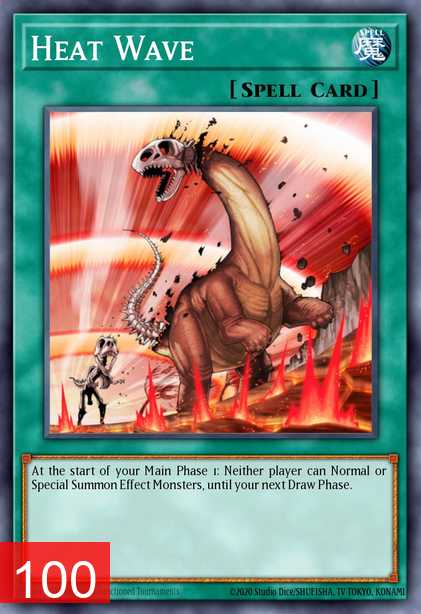 Heat Wave
SPELL
魔
[Spell Card]
At the start of your Main Phase 1: Neither player can Normal or
Special Summon Effect Monsters, until your next Draw Phase.
100
Tournaments
©2020 Studio Dice/SHUEISHA, TV TOKYO, KONAMI